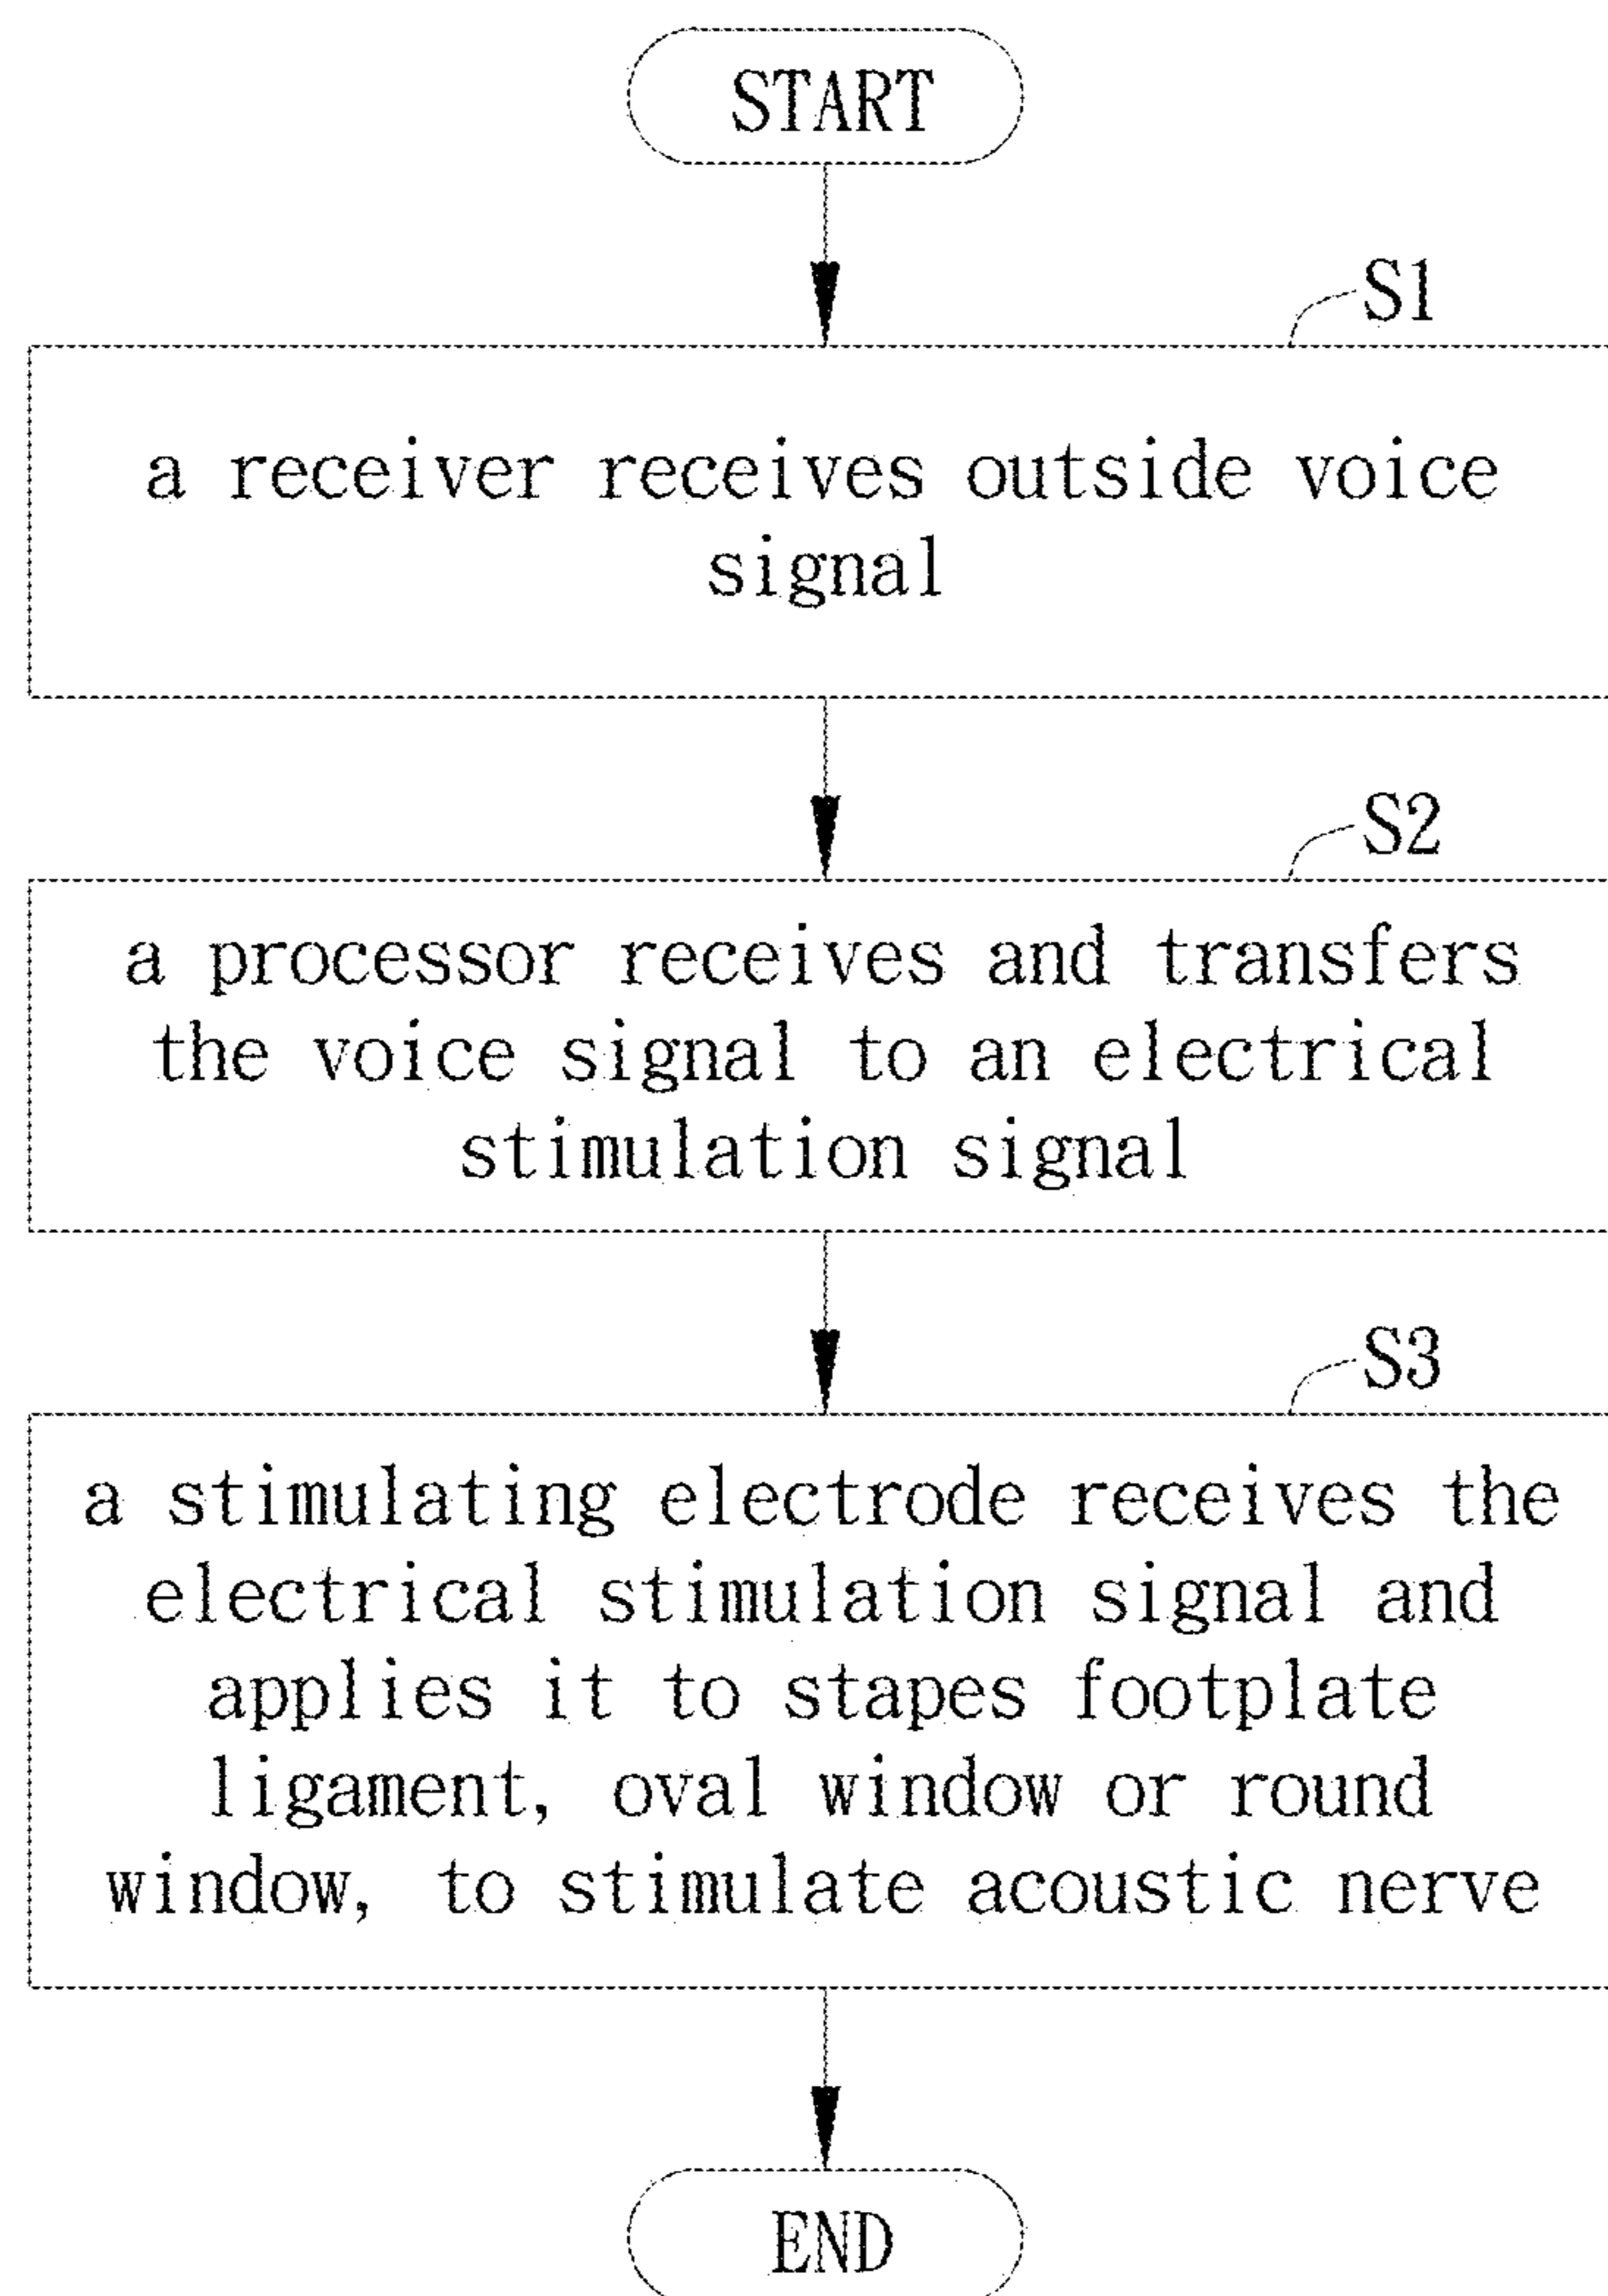 START
S1
a receiver receives outside voice
signal
S2
a processor receives and transfers
the voice signal to an electrical
stimulation signal
S3
a stimulating electrode receives the
electrical stimulation signal and
applies it to stapes footplate
ligament, oval window or round
window, to stimulate acoustic nerve
END